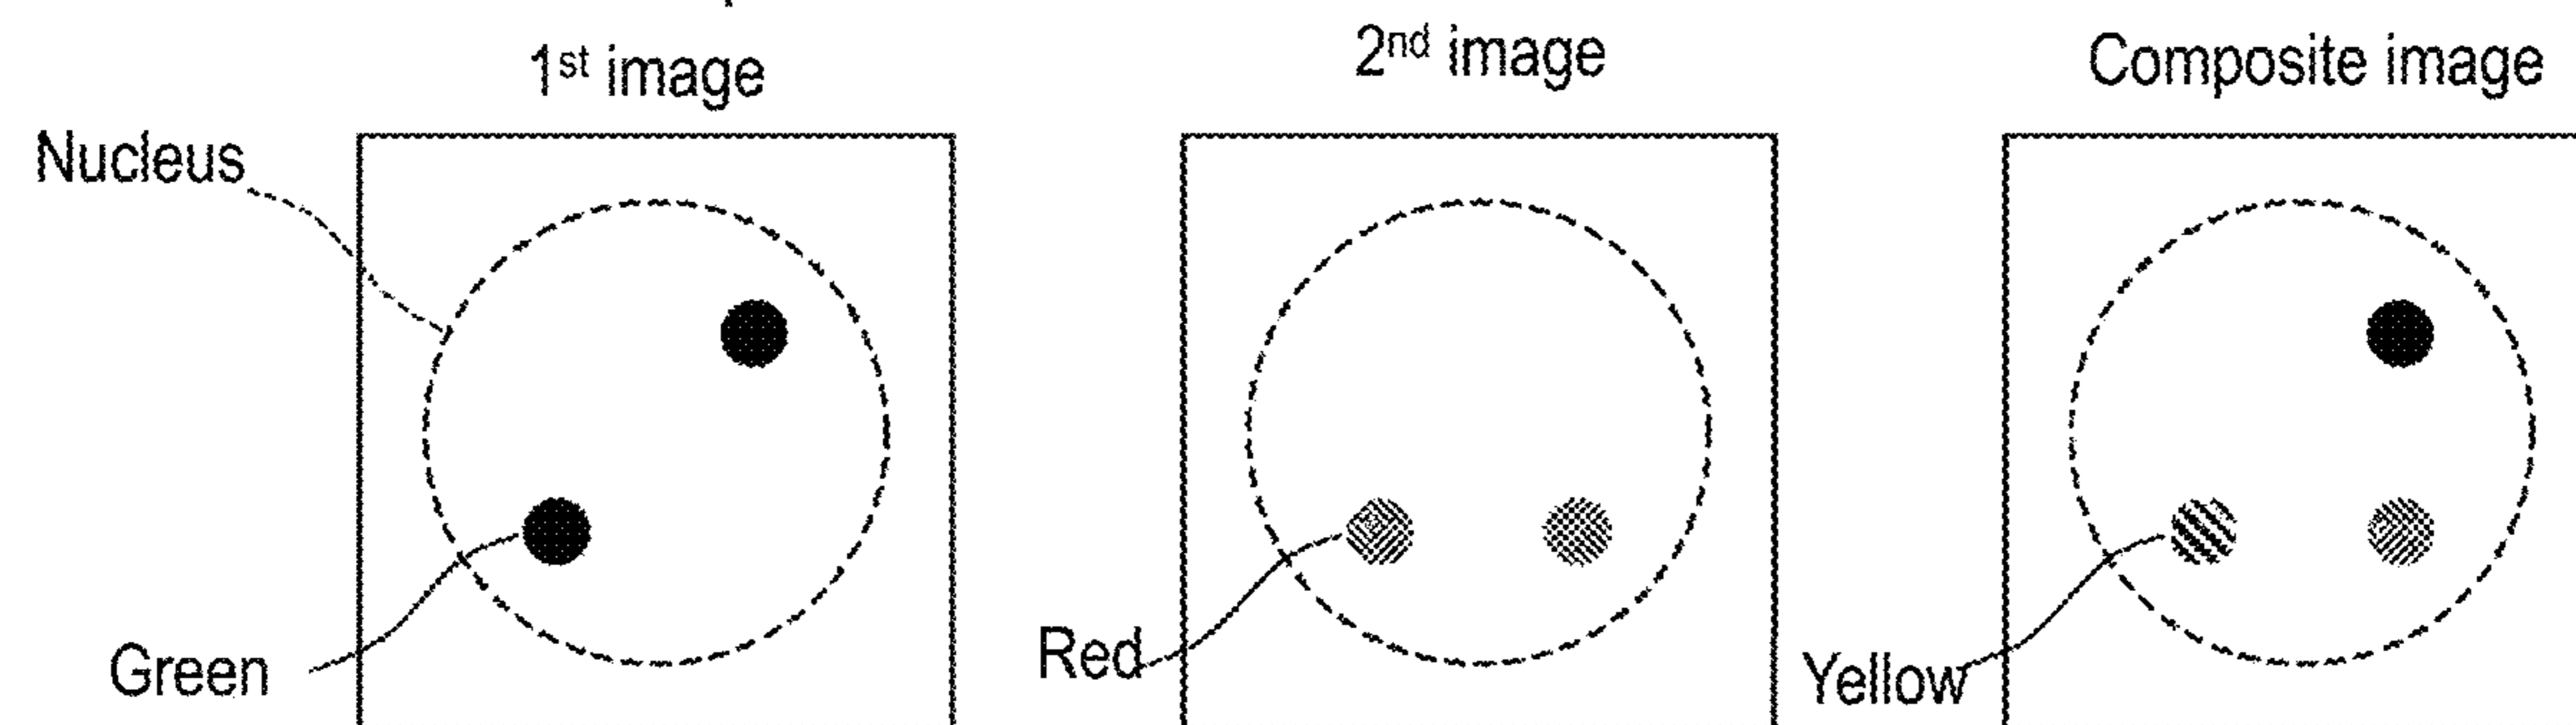 1st image
2nd image
Composite image
Nucleus
Green
Red
Yellow